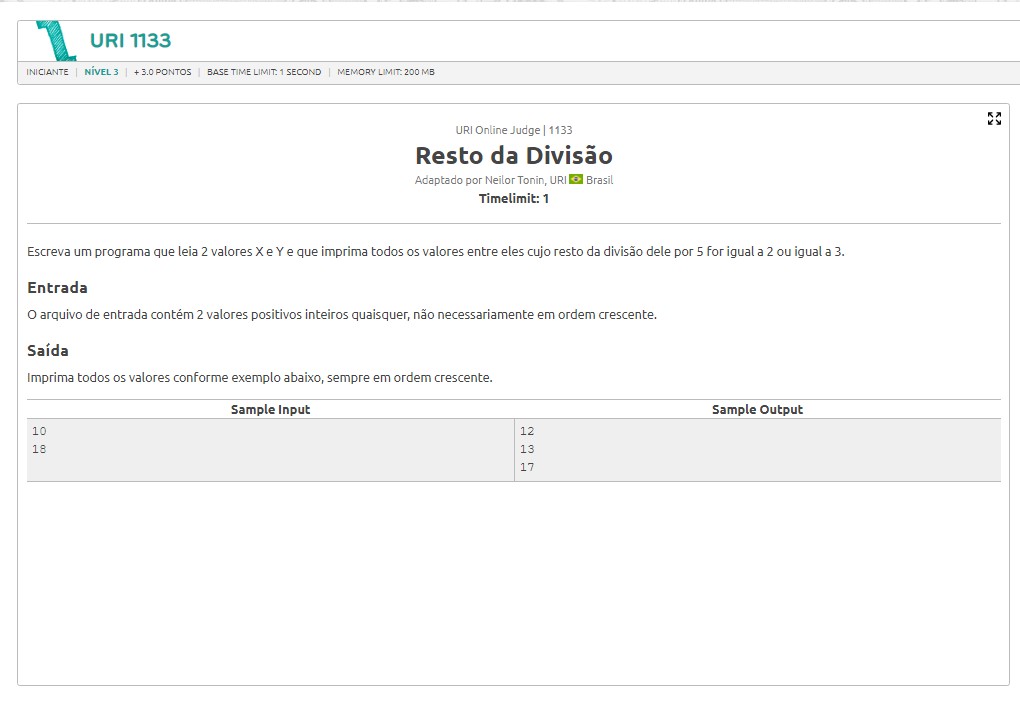 URI 1133
INICIANTE | NÍVEL 3 | + 3.0 PONTOS | BASE TIME LIMIT: 1 SECOND | MEMORY LIMIT: 200 MB
URI Online Judge | 1133
Resto da Divisão
Adaptado por Neilor Tonin, URI Brasil
Timelimit: 1
Escreva um programa que leia 2 valores X e Y e que imprima todos os valores entre eles cujo resto da divisão dele por 5 for igual a 2 ou igual a 3.
Entrada
O arquivo de entrada contém 2 valores positivos inteiros quaisquer, não necessariamente em ordem crescente.
Saída
Imprima todos os valores conforme exemplo abaixo, sempre em ordem crescente.
Sample Input Sample Output
10 12
18 13
17